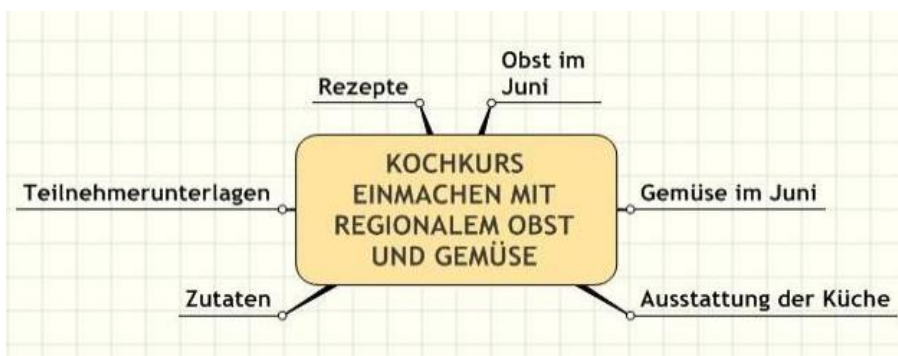 Rezepte
Obst im
Juni
KOCHKURS
EINMACHEN MIT
REGIONALEM OBST
UND GEMÜSE
Teilnehmerunterlagen
Gemüse im Juni
Zutaten
Ausstattung der Küche